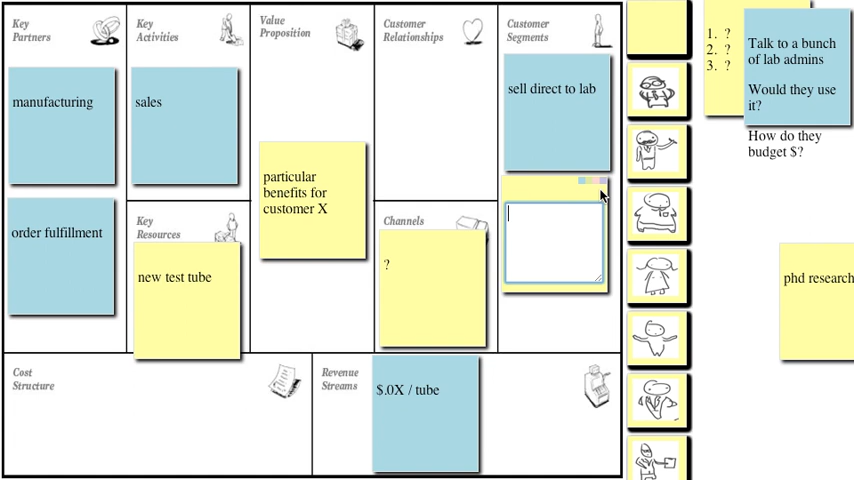 Key
Partners
Key
Activities
Value
Proposition
Customer
Relationships
Customer
Segments
manufacturing
sales
sell direct to lab
particular
benefits for
customer X
order fulfillment
Key
Resources
new test tube
Channels
?
Cost
Structure
Revenue
Streams
$.0X / tube
1. ?
2. ?
3. ?
Talk to a bunch
of lab admins
Would they use
it?
How do they
budget $?
phd research